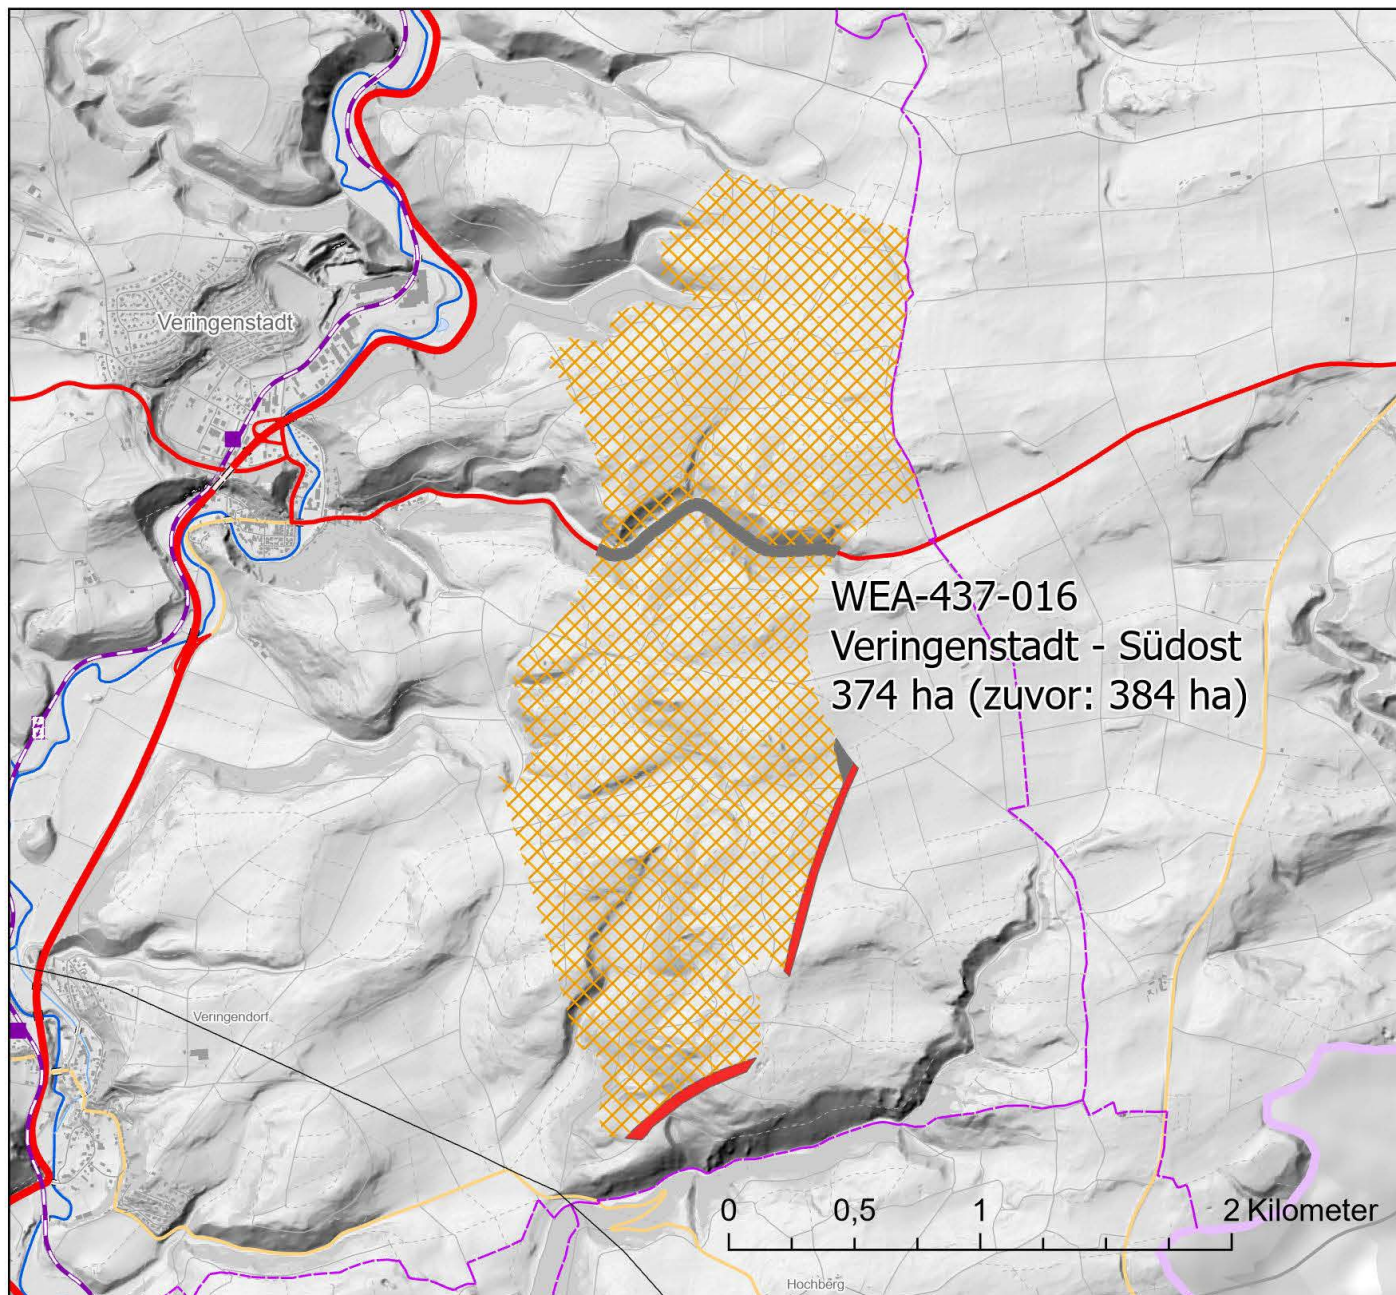 Veringenstadt
WEA-437-016
Veringenstadt - Südost
374 ha (zuvor: 384 ha)
Veringendorf
0 0,5 1 2 Kilometer
Hochberg